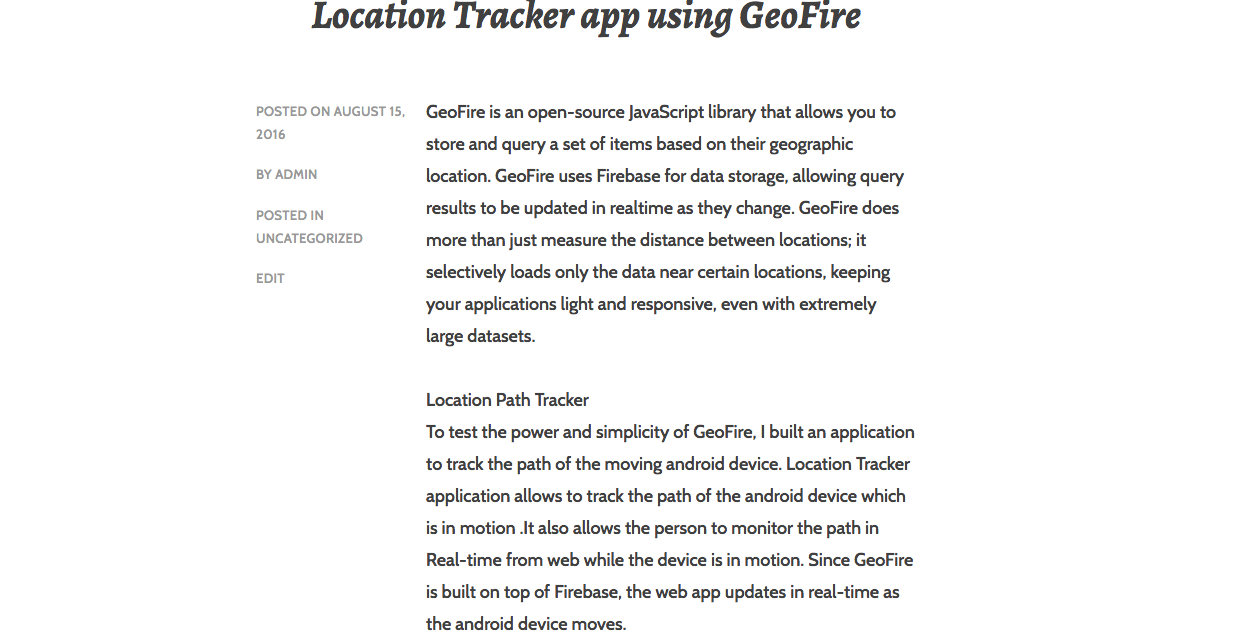 Location Tracker app using GeoFire
POSTED ON AUGUST 15,
2016
BY ADMIN
POSTED IN
UNCATEGORIZED
EDIT
GeoFire is an open-source JavaScript library that allows you to
store and query a set of items based on their geographic
location. GeoFire uses Firebase for data storage, allowing query
results to be updated in realtime as they change. GeoFire does
more than just measure the distance between locations; it
selectively loads only the data near certain locations, keeping
your applications light and responsive, even with extremely
large datasets.
Location Path Tracker
To test the power and simplicity of GeoFire, I built an application
to track the path of the moving android device. Location Tracker
application allows to track the path of the android device which
is in motion .It also allows the person to monitor the path in
Real-time from web while the device is in motion. Since GeoFire
is built on top of Firebase, the web app updates in real-time as
the android device moves.